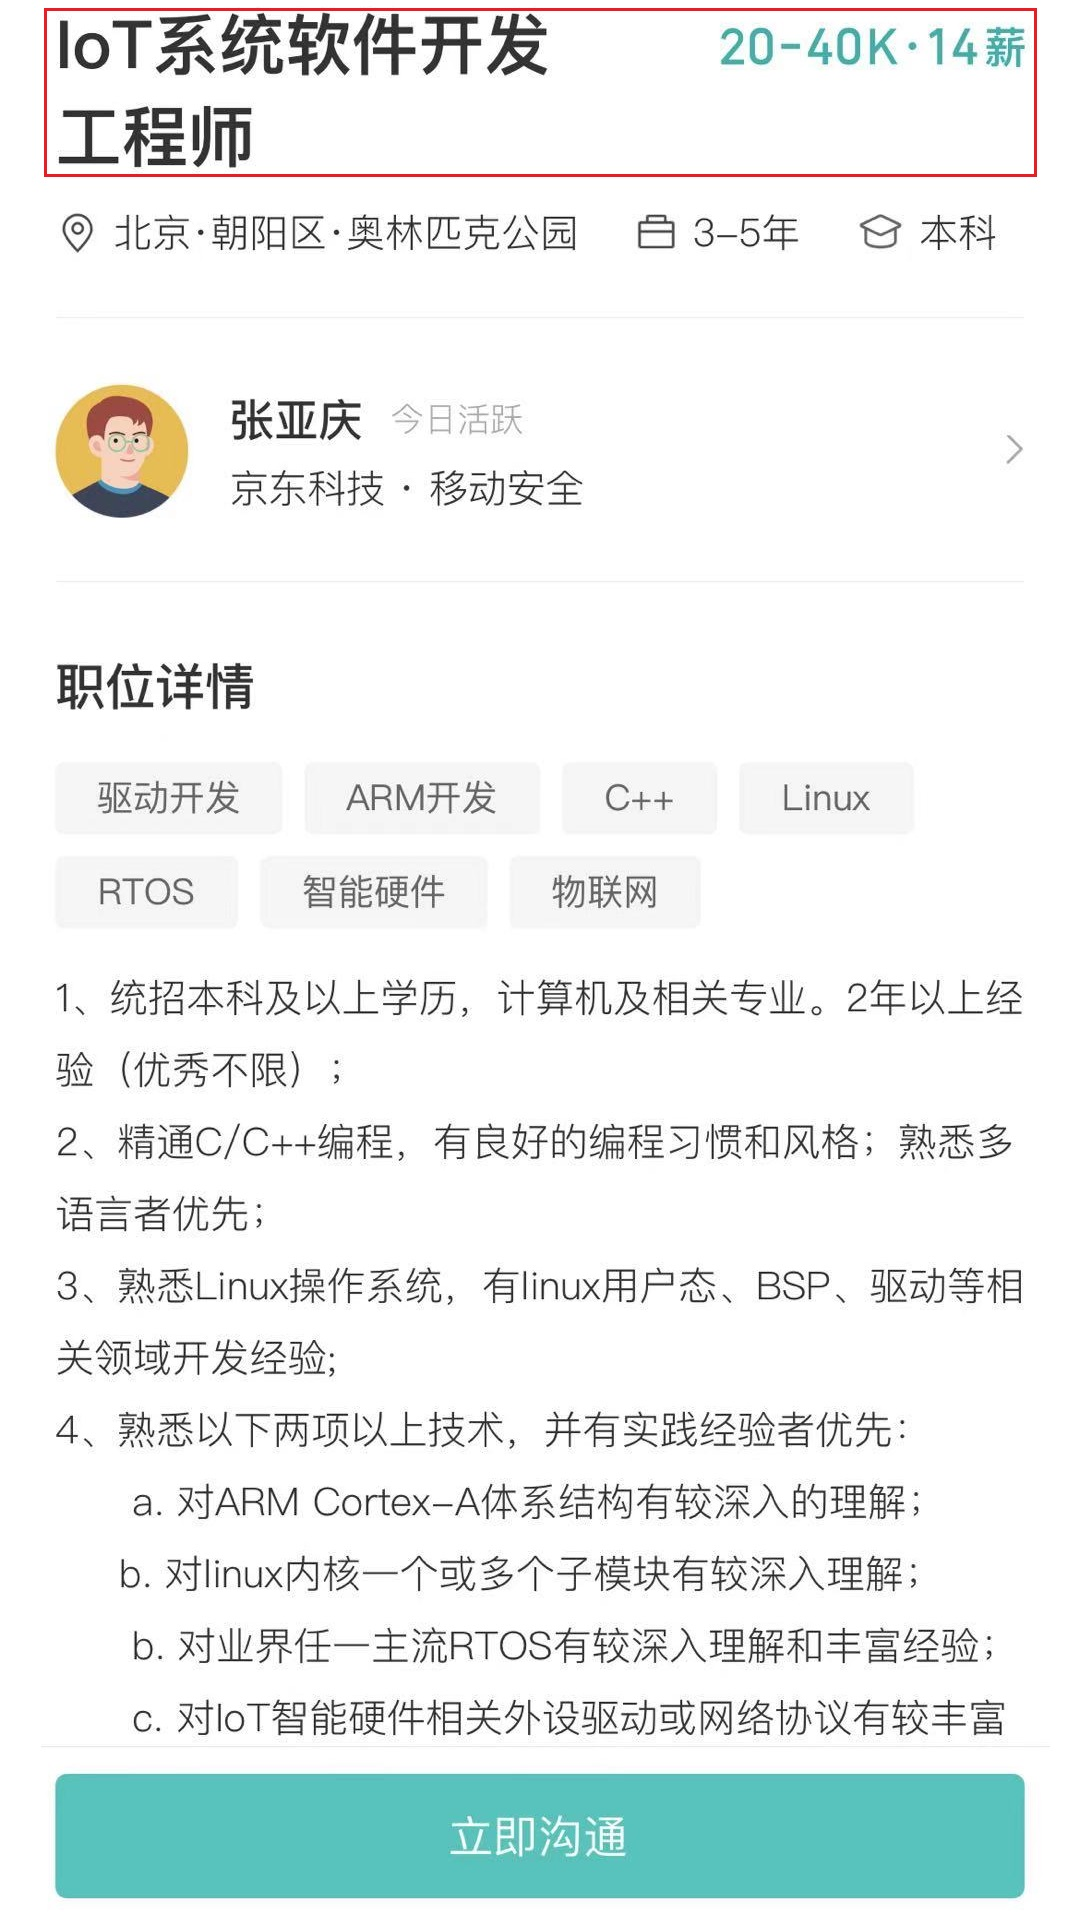 IoT系统软件开发 20-40K·14薪
工程师
北京·朝阳区·奥林匹克公园 3-5年 本科
张亚庆 今日活跃
京东科技 · 移动安全
职位详情
驱动开发 ARM开发 C++ Linux
RTOS 智能硬件 物联网
1、统招本科及以上学历，计算机及相关专业。2年以上经
验（优秀不限）；
2、精通C/C++编程，有良好的编程习惯和风格；熟悉多
语言者优先；
3、熟悉Linux操作系统，有linux用户态、BSP、驱动等相
关领域开发经验;
4、熟悉以下两项以上技术，并有实践经验者优先：
a. 对ARM Cortex-A体系结构有较深入的理解；
b. 对linux内核一个或多个子模块有较深入理解；
b. 对业界任一主流RTOS有较深入理解和丰富经验；
c. 对IoT智能硬件相关外设驱动或网络协议有较丰富
立即沟通